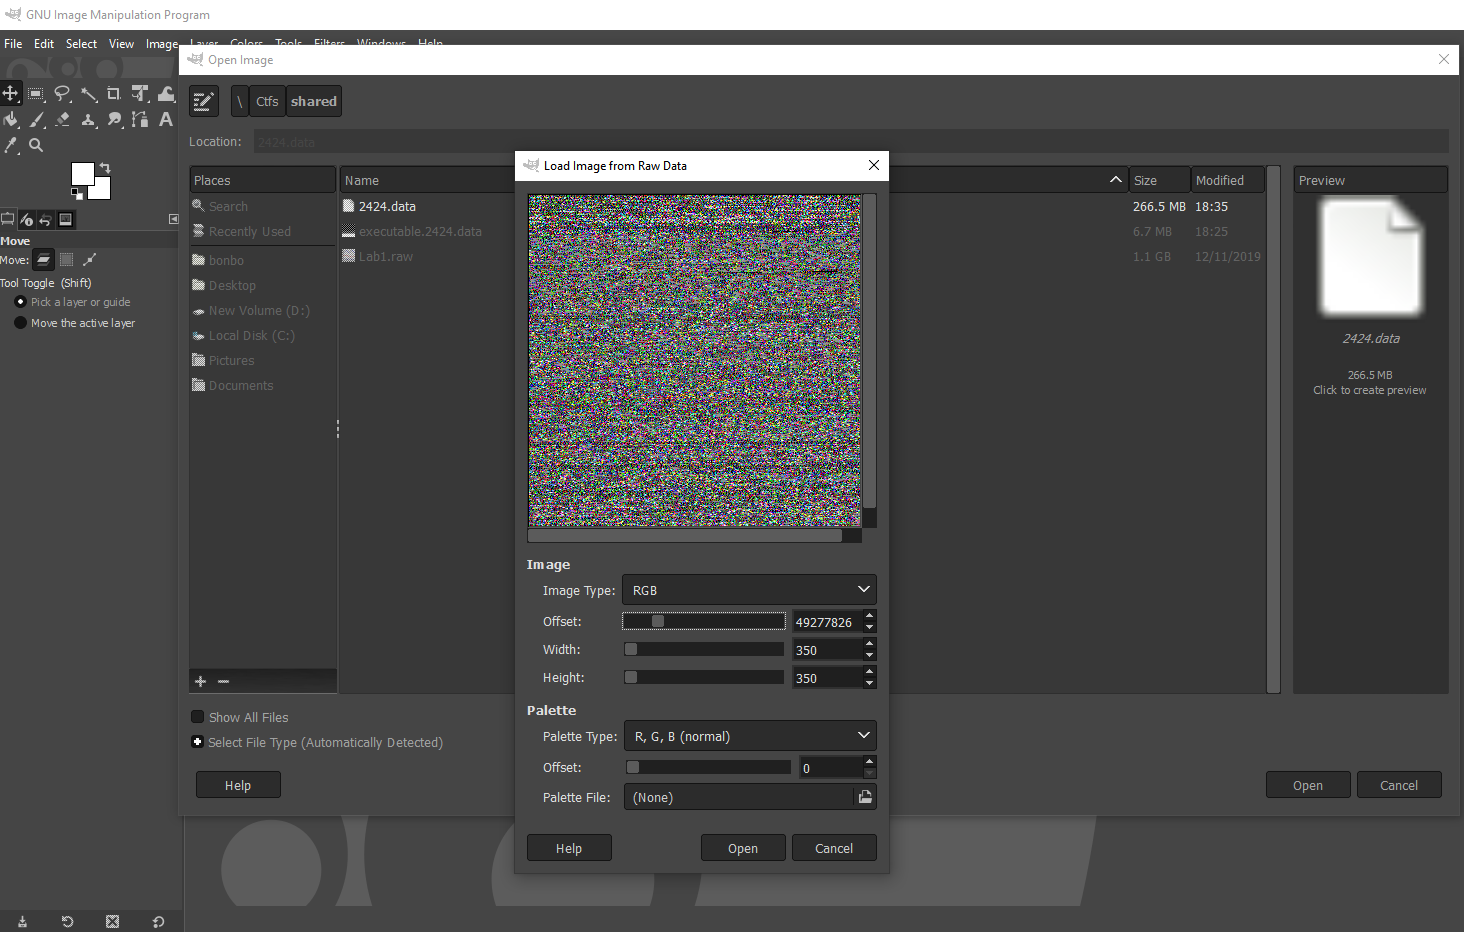 GNU Image Manipulation Program
File Edit Select View Image Layer Colors Tools Filters Windows Help
Open Image
\ Ctfs shared
Location: 2424.data
Load Image from Raw Data
Places Name Size Modified Preview
Search 2424.data 266.5 MB 18:35
Recently Used executable.2424.data 6.7 MB 18:25
bonbo Lab1.raw 1.1 GB 12/11/2019
Desktop
New Volume (D:)
Local Disk (C:)
Pictures
Documents
2424.data
266.5 MB
Click to create preview
Move
Move:
Tool Toggle (Shift)
Pick a layer or guide
Move the active layer
Image
Image Type: RGB
Offset: 49277826
Width: 350
Height: 350
Palette
Palette Type: R, G, B (normal)
Offset: 0
Palette File: (None)
Help Open Cancel
Show All Files
Select File Type (Automatically Detected)
Help Open Cancel